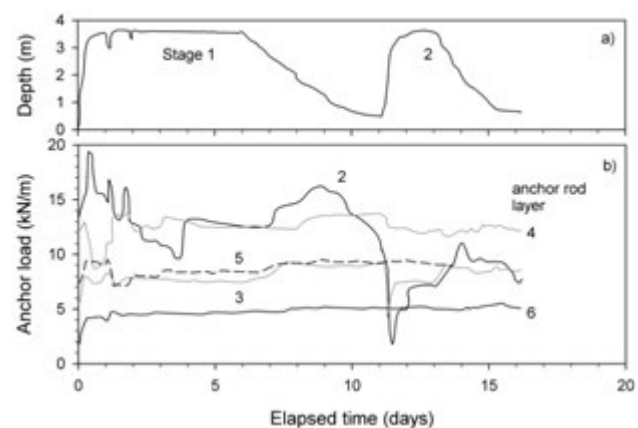 4
3
2
1
0
Depth (m)
Stage 1
2
a)
20
15
10
5
0
Anchor load (kN/m)
b)
2
anchor rod
layer
4
5
3
6
0
5
10
15
20
Elapsed time (days)